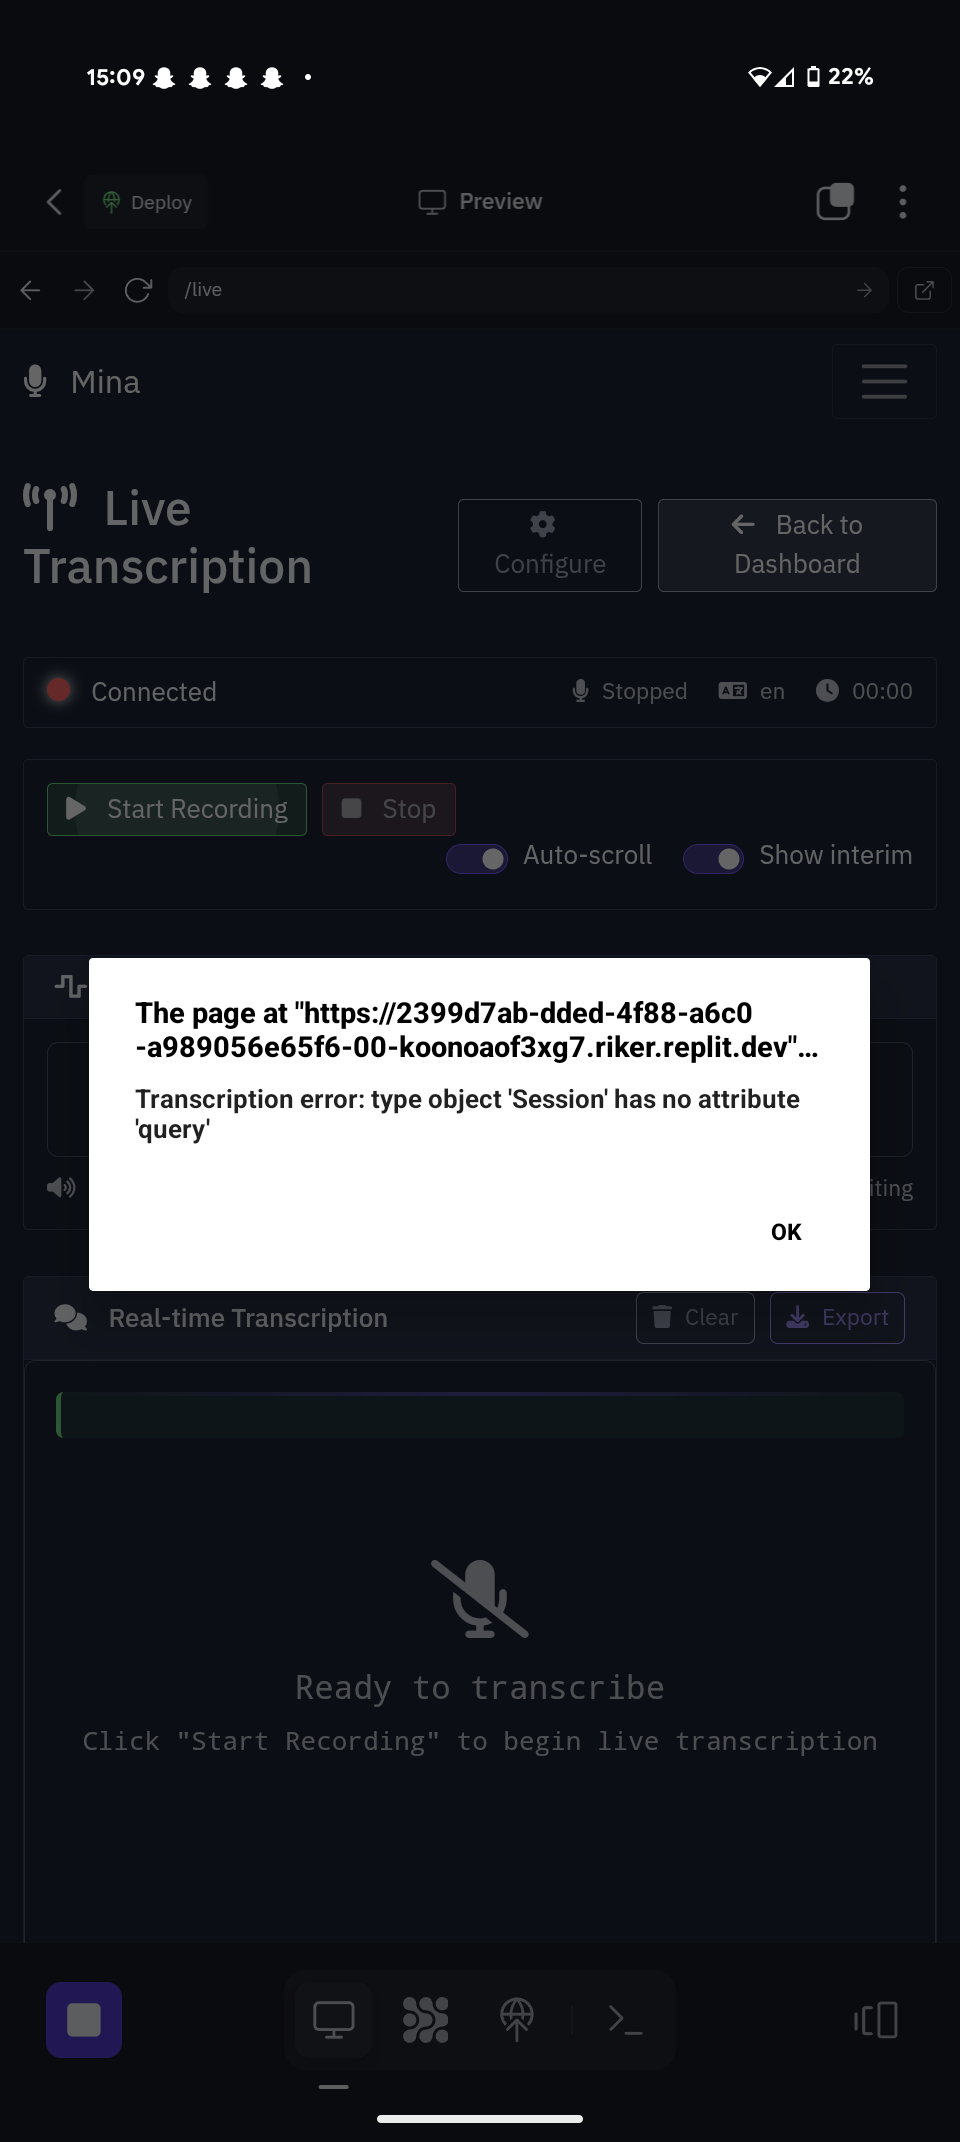 15:09
22%
Deploy
Preview
/live
Mina
Live
Transcription
Configure
Back to
Dashboard
Connected
Stopped
en
00:00
Start Recording
Stop
Auto-scroll
Show interim
The page at "https://2399d7ab-dded-4f88-a6c0
-a989056e65f6-00-koonoaof3xg7.riker.replit.dev"...
Transcription error: type object 'Session' has no attribute
'query'
iting
OK
Real-time Transcription
Clear
Export
Ready to transcribe
Click "Start Recording" to begin live transcription